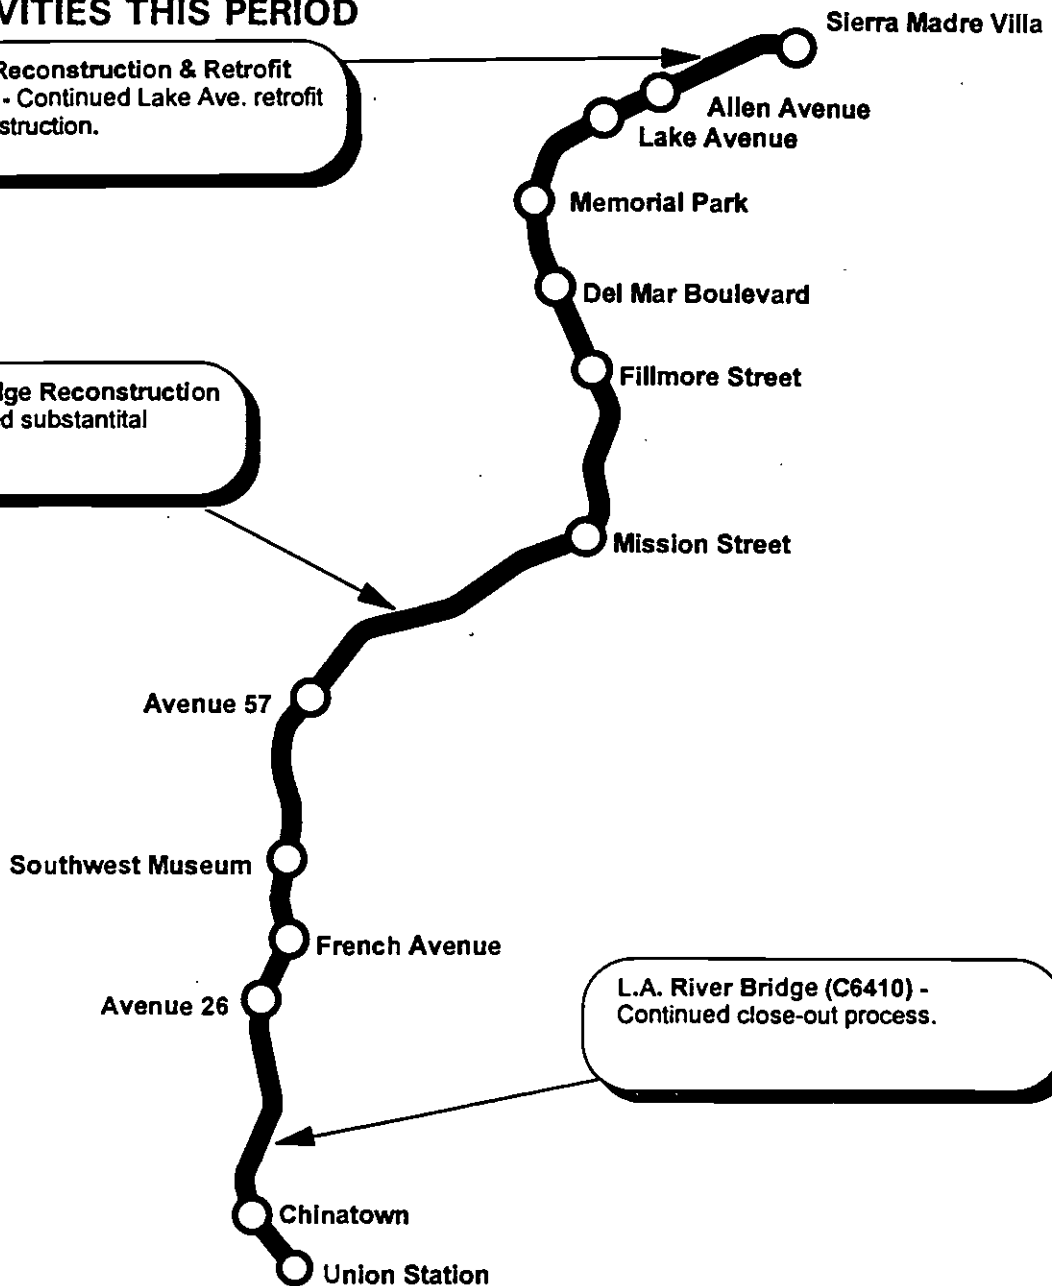 VITIES THIS PERIOD
Sierra Madre Villa
Reconstruction & Retrofit
- Continued Lake Ave. retrofit
struction.
Allen Avenue
Lake Avenue
Memorial Park
Del Mar Boulevard
Fillmore Street
dge Reconstruction
d substantital
Mission Street
Avenue 57
Southwest Museum
French Avenue
Avenue 26
L.A. River Bridge (C6410) -
Continued close-out process.
Chinatown
Union Station